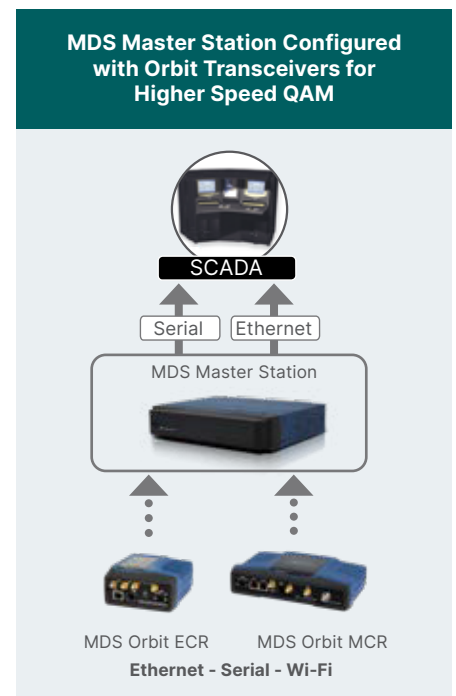 MDS Master Station Configured
with Orbit Transceivers for
Higher Speed QAM
SCADA
Serial Ethernet
MDS Master Station
MDS Orbit ECR MDS Orbit MCR
Ethernet - Serial - Wi-Fi